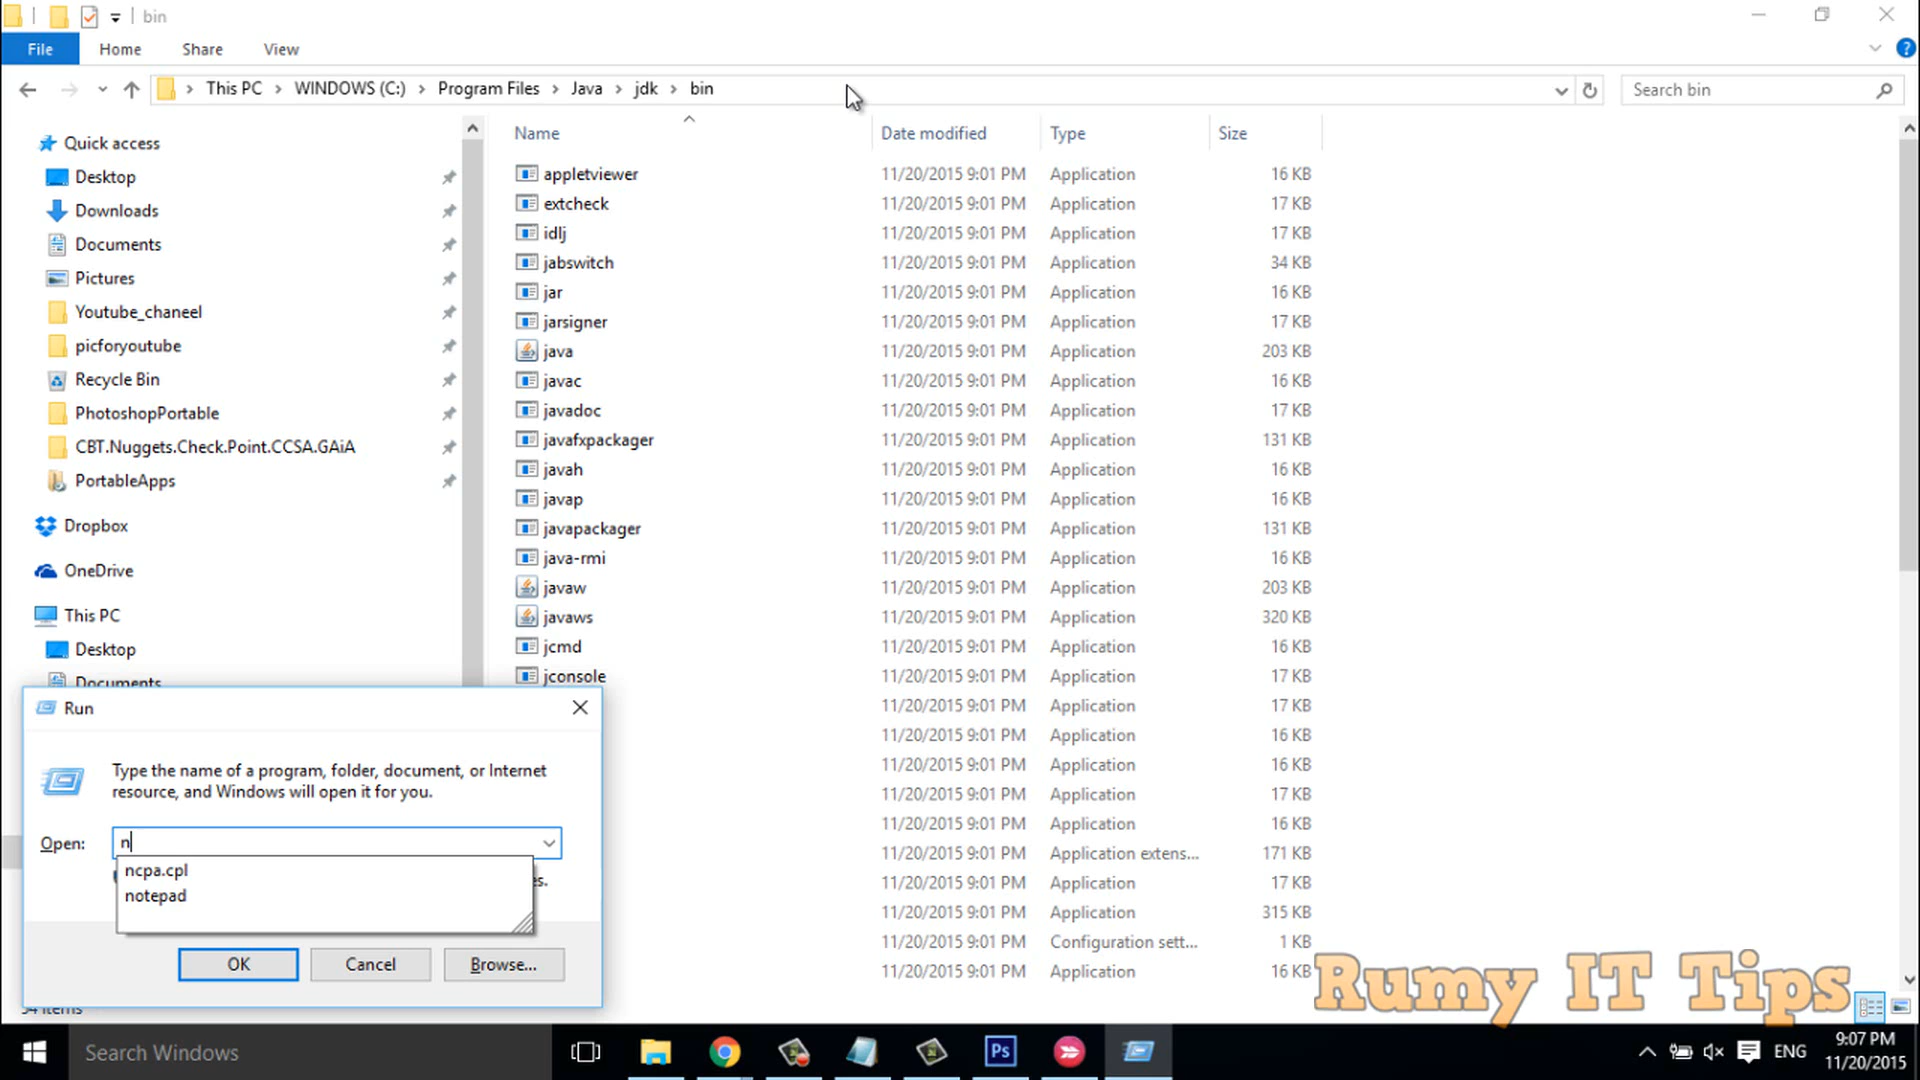 bin
File Home Share View
This PC WINDOWS (C:) Program Files Java jdk bin
Search bin
Quick access
Desktop
Downloads
Documents
Pictures
Youtube_chaneel
picforyoutube
Recycle Bin
PhotoshopPortable
CBT.Nuggets.Check.Point.CCSA.GAiA
PortableApps
Dropbox
OneDrive
This PC
Desktop
Documents
Name Date modified Type Size
appletviewer 11/20/2015 9:01 PM Application 16 KB
extcheck 11/20/2015 9:01 PM Application 17 KB
idlj 11/20/2015 9:01 PM Application 17 KB
jabswitch 11/20/2015 9:01 PM Application 34 KB
jar 11/20/2015 9:01 PM Application 16 KB
jarsigner 11/20/2015 9:01 PM Application 17 KB
java 11/20/2015 9:01 PM Application 203 KB
javac 11/20/2015 9:01 PM Application 16 KB
javadoc 11/20/2015 9:01 PM Application 17 KB
javafxpackager 11/20/2015 9:01 PM Application 131 KB
javah 11/20/2015 9:01 PM Application 16 KB
javap 11/20/2015 9:01 PM Application 16 KB
javapackager 11/20/2015 9:01 PM Application 131 KB
java-rmi 11/20/2015 9:01 PM Application 16 KB
javaw 11/20/2015 9:01 PM Application 203 KB
javaws 11/20/2015 9:01 PM Application 320 KB
jcmd 11/20/2015 9:01 PM Application 16 KB
jconsole 11/20/2015 9:01 PM Application 16 KB
11/20/2015 9:01 PM Application 17 KB
11/20/2015 9:01 PM Application 16 KB
11/20/2015 9:01 PM Application 16 KB
11/20/2015 9:01 PM Application 17 KB
11/20/2015 9:01 PM Application 16 KB
11/20/2015 9:01 PM Application extens... 171 KB
11/20/2015 9:01 PM Application 17 KB
11/20/2015 9:01 PM Application 315 KB
11/20/2015 9:01 PM Configuration sett... 1 KB
11/20/2015 9:01 PM Application 16 KB
Run
Type the name of a program, folder, document, or Internet
resource, and Windows will open it for you.
Open: n
ncpa.cpl
notepad
es.
OK Cancel Browse...
54 items
Rumy IT Tips
Search Windows
Ps
ENG
9:07 PM
11/20/2015